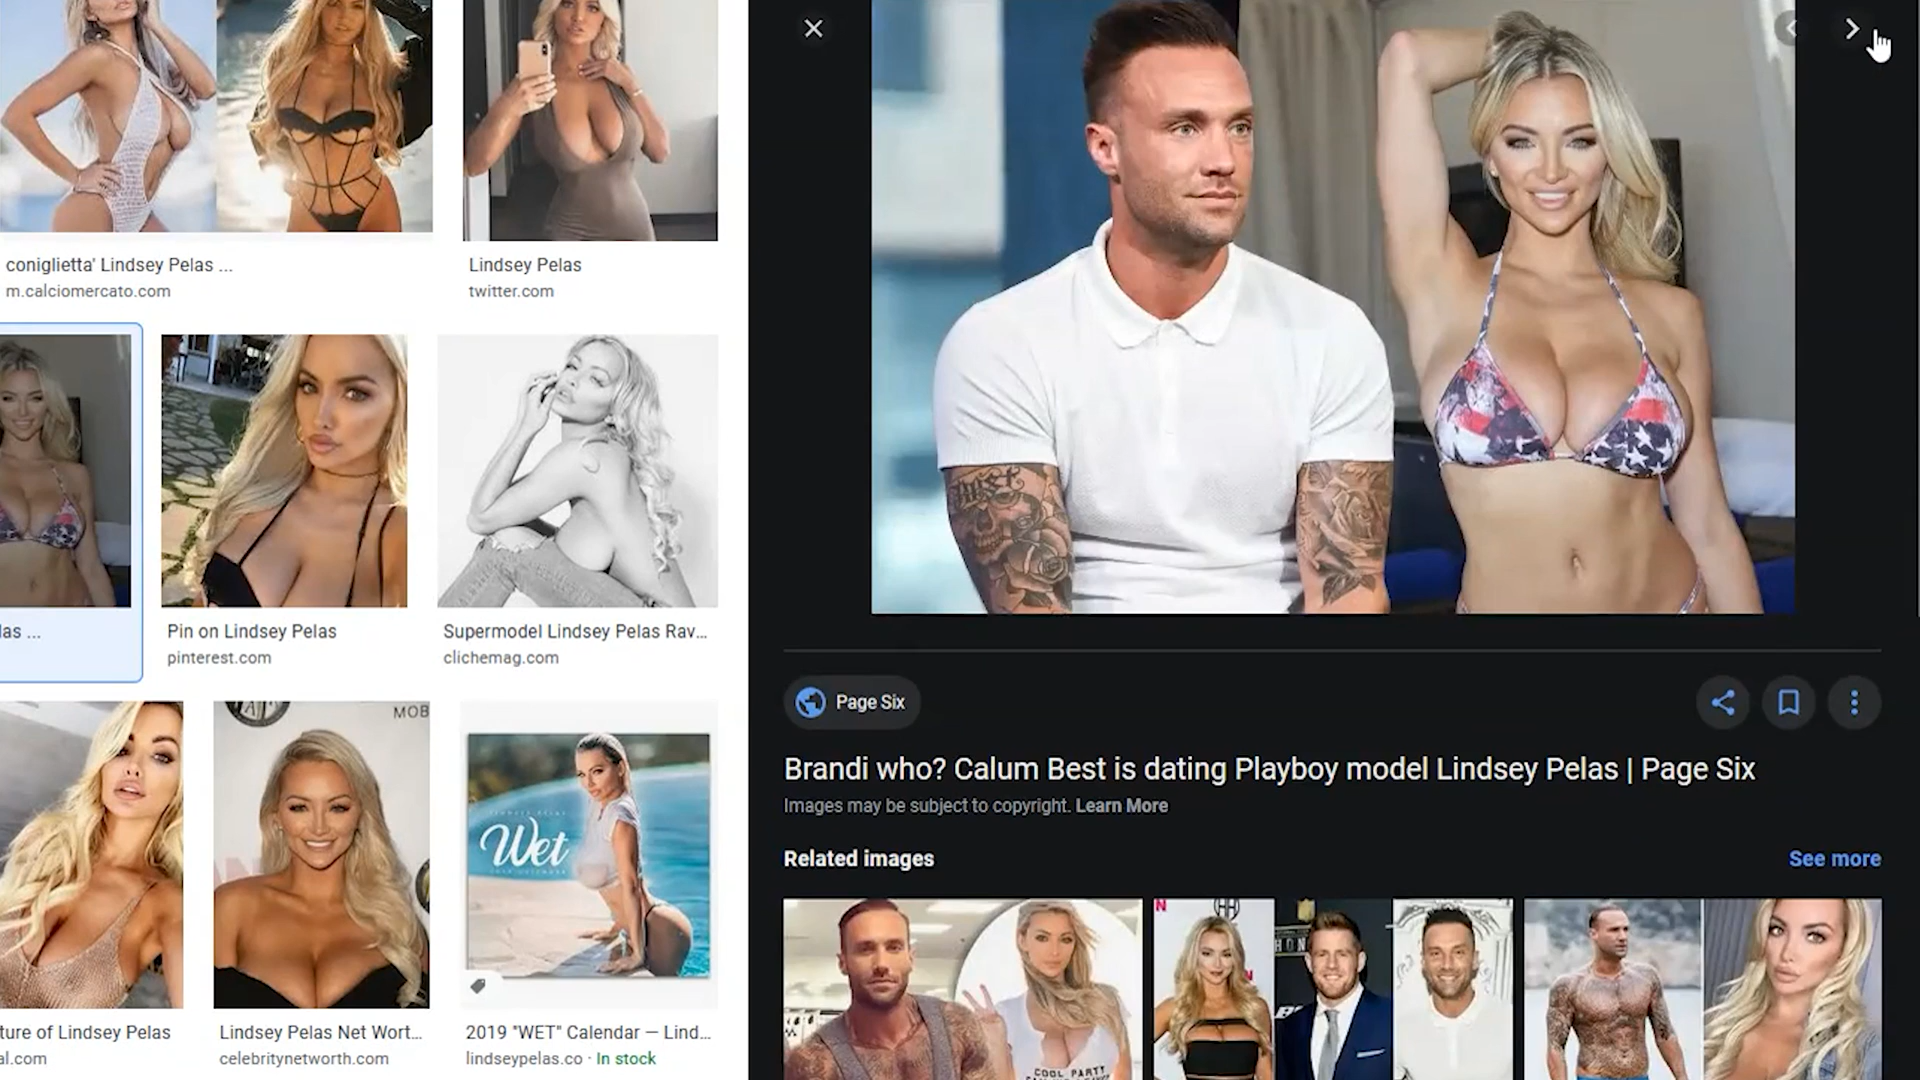 coniglietta' Lindsey Pelas ...
m.calciomercato.com
Lindsey Pelas
twitter.com
las ...
Pin on Lindsey Pelas
pinterest.com
Supermodel Lindsey Pelas Rav...
clichemag.com
MOB
Wet
ture of Lindsey Pelas
al.com
Lindsey Pelas Net Wort...
celebritynetworth.com
2019 "WET" Calendar — Lind...
lindseypelas.co · In stock
Page Six
Brandi who? Calum Best is dating Playboy model Lindsey Pelas | Page Six
Images may be subject to copyright. Learn More
Related images
See more
COOL PARTY
N